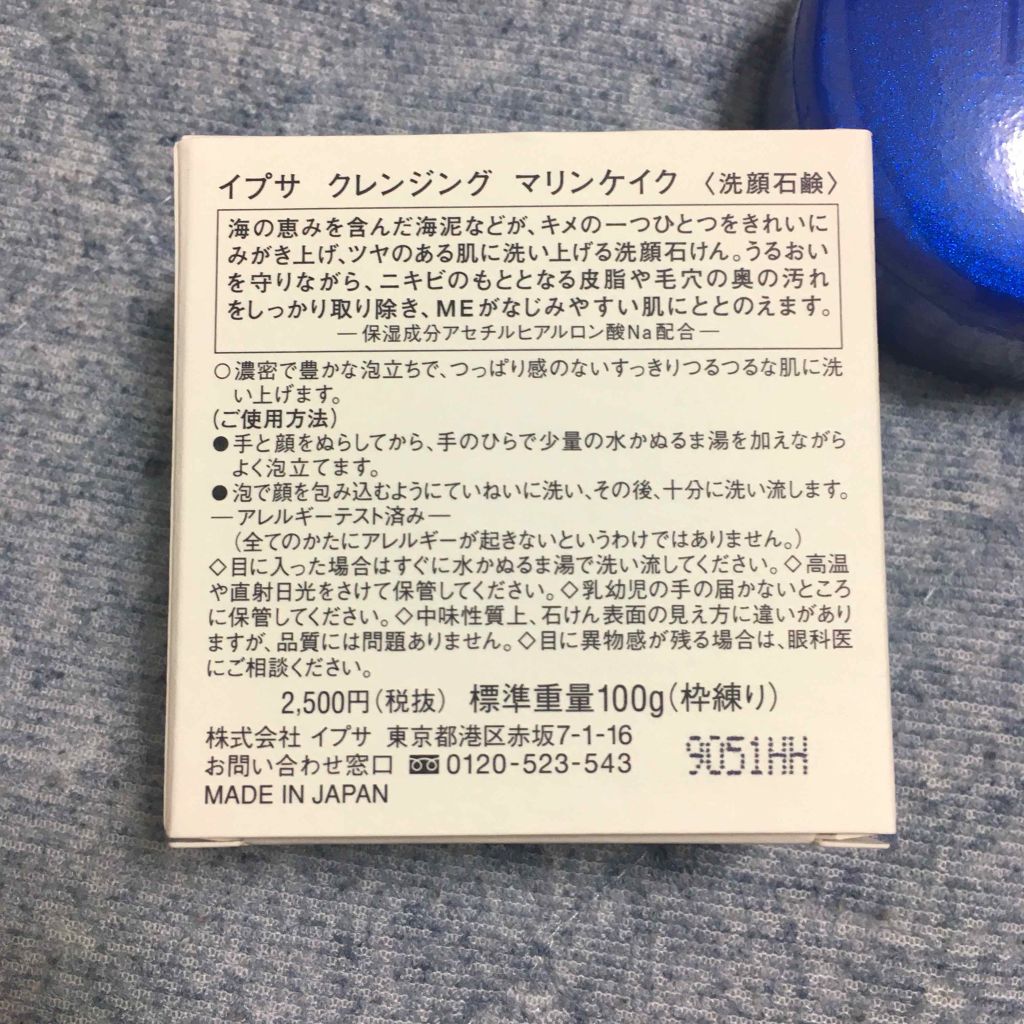 イプサ クレンジング マリンケイク 〈洗顔石鹸〉
海の恵みを含んだ海泥などが、キメの一つひとつをきれいに
みがき上げ、ツヤのある肌に洗い上げる洗顔石けん。うるおい
を守りながら、ニキビのもととなる皮脂や毛穴の奥の汚れ
をしっかり取り除き、MEがなじみやすい肌にととのえます。
―保湿成分アセチルヒアルロン酸Na配合―
○濃密で豊かな泡立ちで、つっぱり感のないすっきりつるつるな肌に洗
い上げます。
(ご使用方法)
●手と顔をぬらしてから、手のひらで少量の水かぬるま湯を加えながら
よく泡立てます。
●泡で顔を包み込むようにていねいに洗い、その後、十分に洗い流します。
―アレルギーテスト済み―
(全てのかたにアレルギーが起きないというわけではありません。)
◇目に入った場合はすぐに水かぬるま湯で洗い流してください。◇高温
や直射日光をさけて保管してください。◇乳幼児の手の届かないところ
に保管してください。◇中味性質上、石けん表面の見え方に違いがあり
ますが、品質には問題ありません。◇目に異物感が残る場合は、眼科医
にご相談ください。
2,500円(税抜) 標準重量100g(枠練り)
株式会社 イプサ 東京都港区赤坂7-1-16
お問い合わせ窓口 0120-523-543
9051HH
MADE IN JAPAN